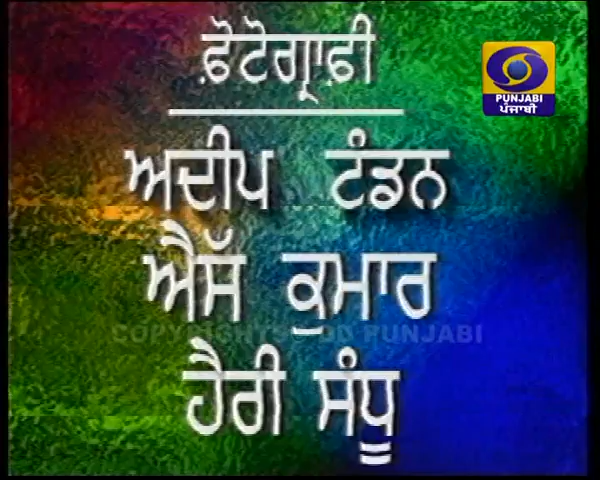 ਫ਼ੋਟੋਗ੍ਰਾਫ਼ੀ
PUNJABI
ਪੰਜਾਬੀ
ਅਦੀਪ ਟੰਡਨ
ਐਸੱ ਕੁਮਾਰ
COPYRIGHTS DD PUNJABI
ਹੈਰੀ ਸੰਧੂ